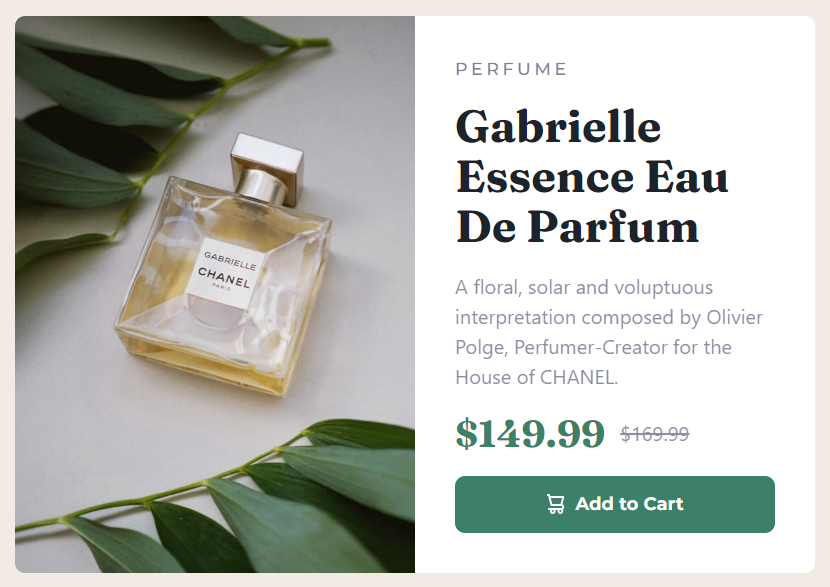 GABRIELLE
CHANEL
PARIS
PERFUME
Gabrielle
Essence Eau
De Parfum
A floral, solar and voluptuous
interpretation composed by Olivier
Polge, Perfumer-Creator for the
House of CHANEL.
$149.99 $169.99
Add to Cart